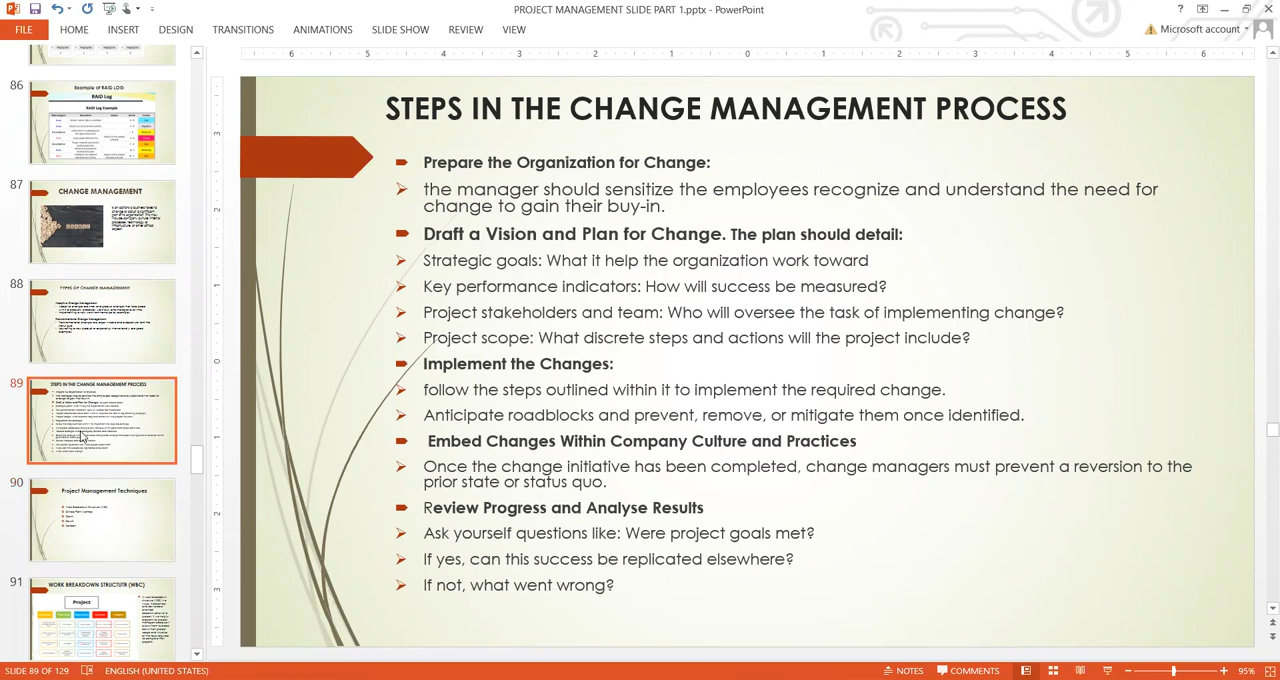 PROJECT MANAGEMENT SLIDE PART 1.pptx - PowerPoint
FILE HOME INSERT DESIGN TRANSITIONS ANIMATIONS SLIDE SHOW REVIEW VIEW
Microsoft account
86
Example of RAID LOG
RAID Log
RAID Log Example
87
CHANGE MANAGEMENT
88
TYPES OF CHANGE MANAGEMENT
89
STEPS IN THE CHANGE MANAGEMENT PROCESS
90
Project Management Techniques
91
WORK BREAKDOWN STRUCTUTR (WBC)
Project
STEPS IN THE CHANGE MANAGEMENT PROCESS
Prepare the Organization for Change:
the manager should sensitize the employees recognize and understand the need for
change to gain their buy-in.
Draft a Vision and Plan for Change. The plan should detail:
Strategic goals: What it help the organization work toward
Key performance indicators: How will success be measured?
Project stakeholders and team: Who will oversee the task of implementing change?
Project scope: What discrete steps and actions will the project include?
Implement the Changes:
follow the steps outlined within it to implement the required change.
Anticipate roadblocks and prevent, remove or mitigate them once identified.
Embed Changes Within Company Culture and Practices
Once the change initiative has been completed, change managers must prevent a reversion to the
prior state or status quo.
Review Progress and Analyse Results
Ask yourself questions like: Were project goals met?
If yes, can this success be replicated elsewhere?
If not, what went wrong?
SLIDE 89 OF 129 ENGLISH (UNITED STATES) NOTES COMMENTS 95%